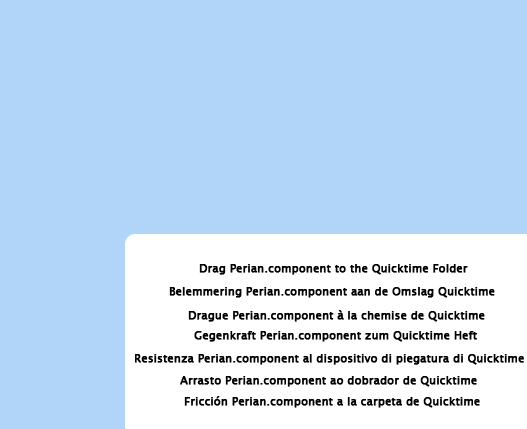 Drag Perian.component to the Quicktime Folder
Belemmering Perian.component aan de Omslag Quicktime
Drague Perian.component à la chemise de Quicktime
Gegenkraft Perian.component zum Quicktime Heft
Resistenza Perian.component al dispositivo di piegatura di Quicktime
Arrasto Perian.component ao dobrador de Quicktime
Fricción Perian.component a la carpeta de Quicktime